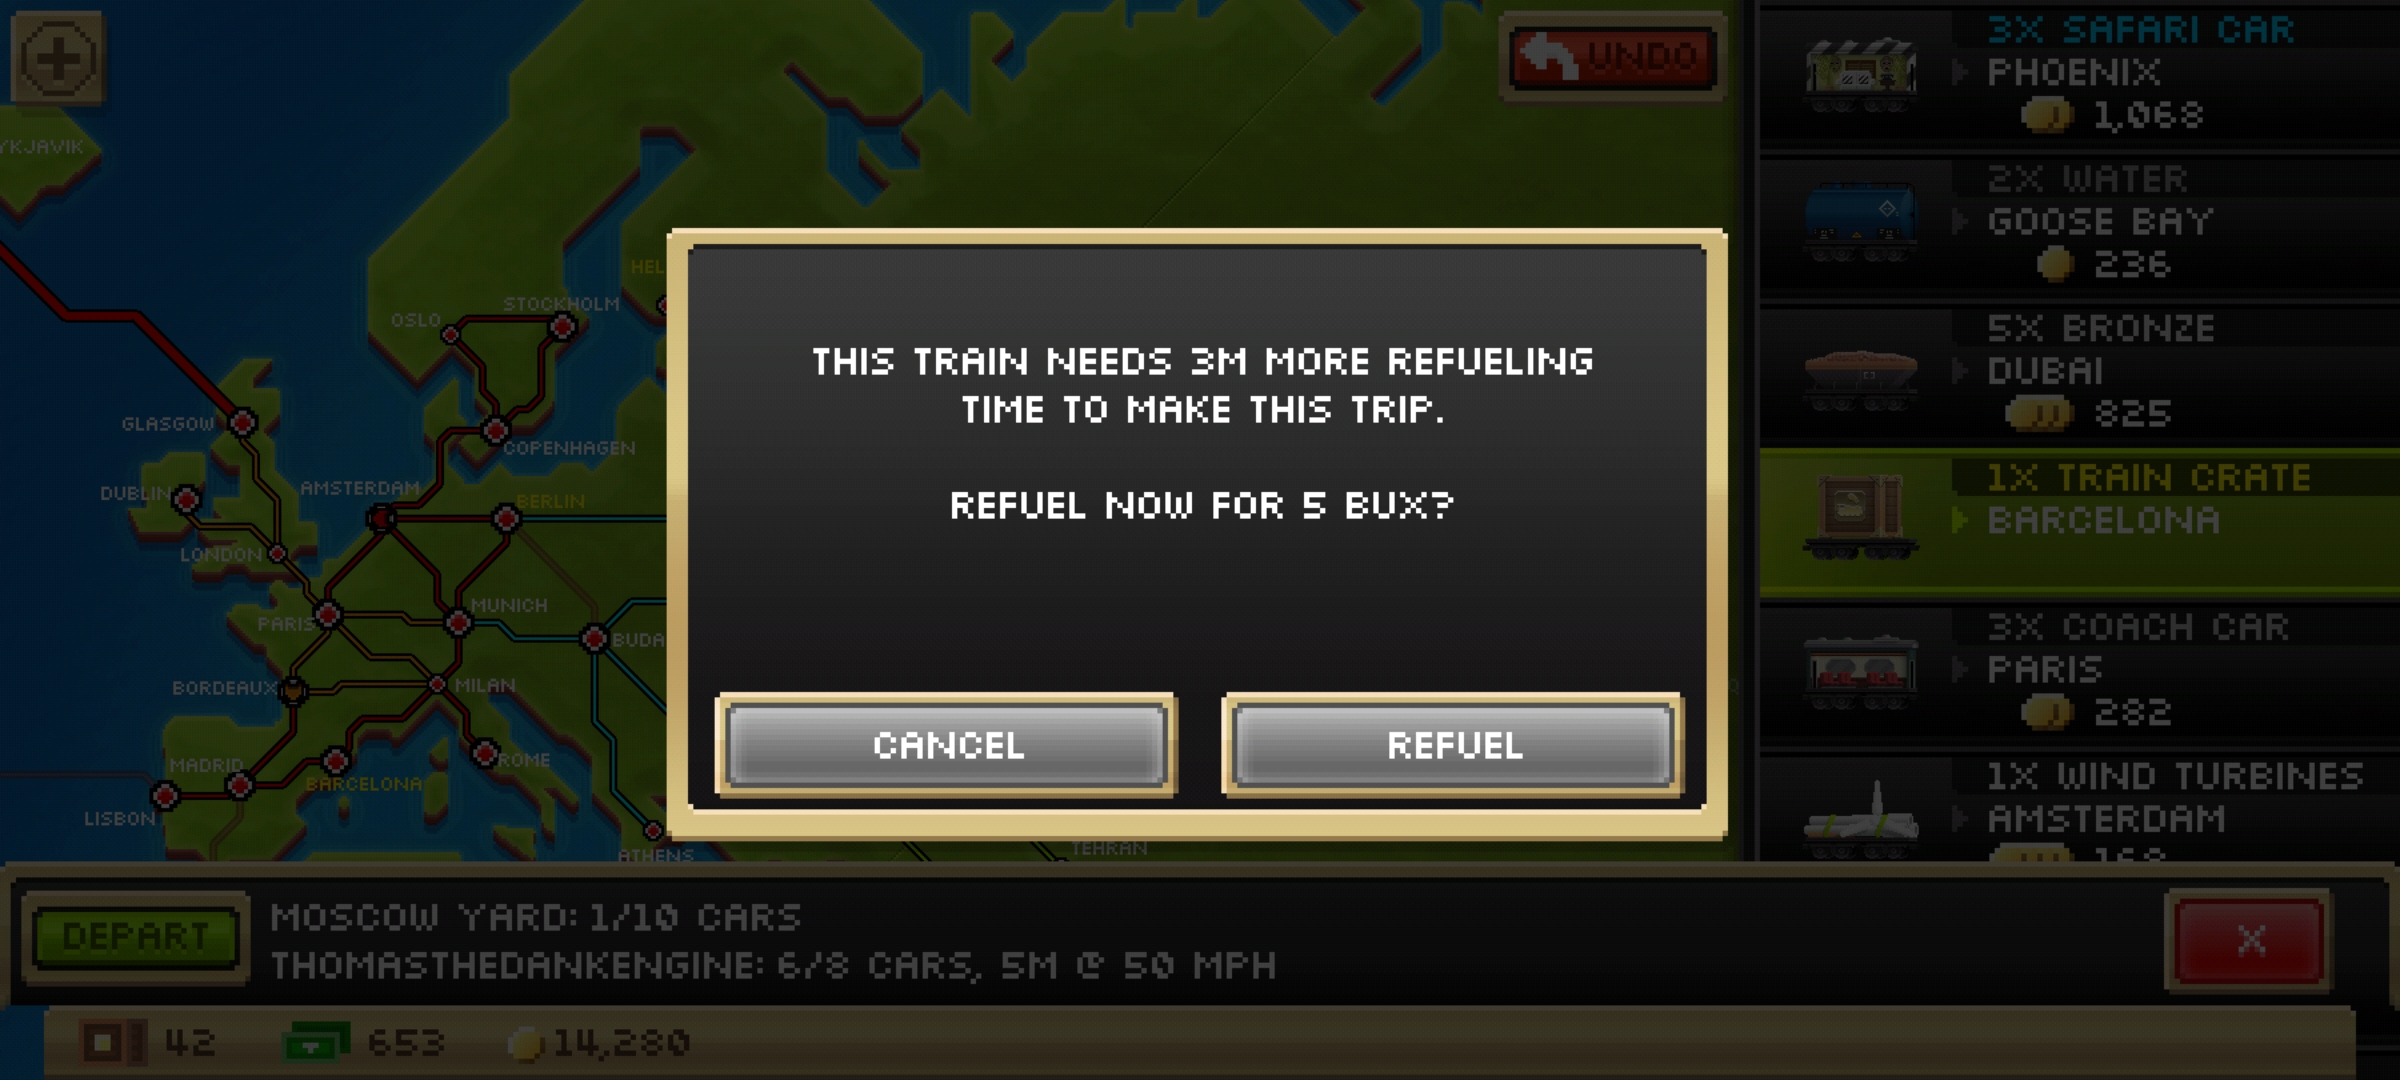 UNDO
YKJAVIK
HEL
STOCKHOLM
OSLO
GLASGOW
COPENHAGEN
AMSTERDAM
DUBLIN
BERLIN
LONDON
MUNICH
PARIS
BUDA
BORDEAUX
MILAN
MADRID
ROME
BARCELONA
LISBON
ATHENS
TEHRAN
THIS TRAIN NEEDS 3M MORE REFUELING
TIME TO MAKE THIS TRIP.
REFUEL NOW FOR 5 BUX?
CANCEL
REFUEL
3X SAFARI CAR
PHOENIX
1,068
2X WATER
GOOSE BAY
236
5X BRONZE
DUBAI
825
1X TRAIN CRATE
BARCELONA
3X COACH CAR
PARIS
282
1X WIND TURBINES
AMSTERDAM
DEPART
MOSCOW YARD: 1/10 CARS
THOMASTHEDANKENGINE: 6/8 CARS, 5M @ 50 MPH
X
42
653
14,280